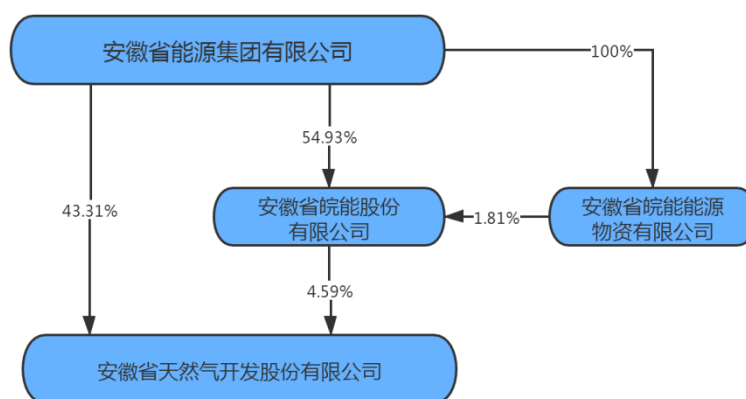 安徽省能源集团有限公司
100%
54.93%
43.31%
安徽省皖能股份
有限公司
1.81%
安徽省皖能能源
物资有限公司
4.59%
安徽省天然气开发股份有限公司